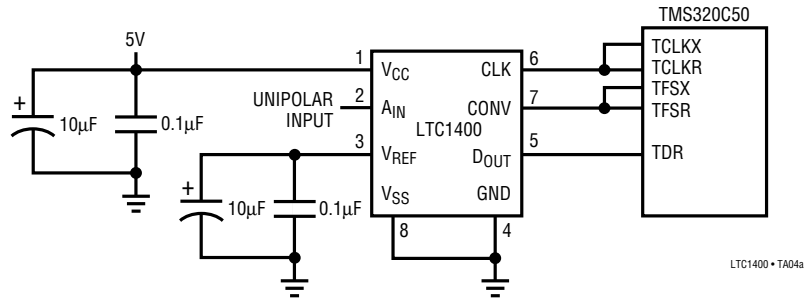 TMS320C50
5V
1
VCC
CLK
6
TCLKX
TCLKR
TFSX
TFSR
+
10µF
0.1µF
UNIPOLAR
INPUT
2
AIN
CONV
7
LTC1400
3
VREF
DOUT
5
TDR
+
10µF
0.1µF
VSS
GND
8
4
LTC1400 • TA04a